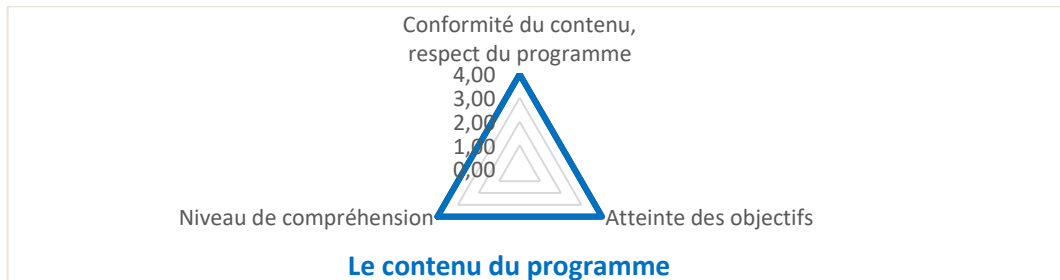 Conformité du contenu,
respect du programme
4,00
3,00
2,00
1,00
0,00
Niveau de compréhension
Atteinte des objectifs
Le contenu du programme